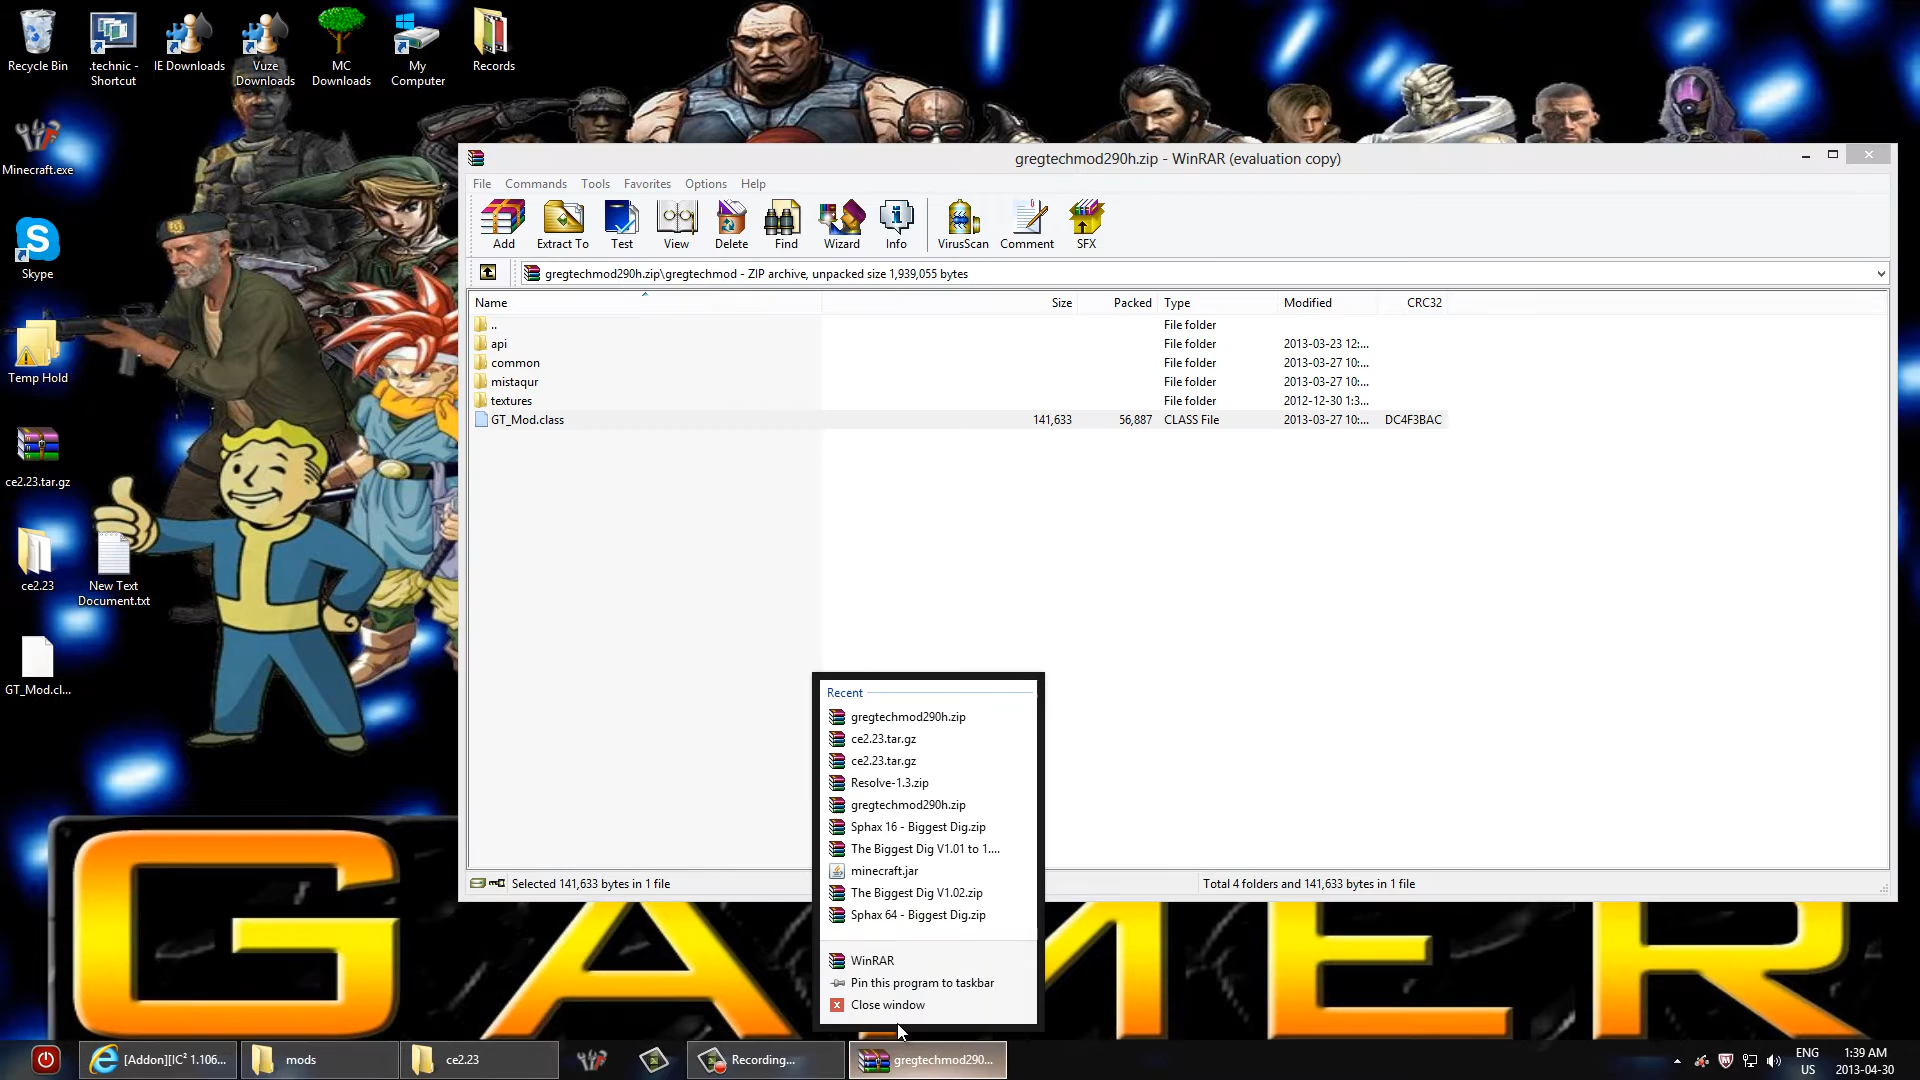 Recycle Bin
.technic -
Shortcut
IE Downloads
Vuze
Downloads
MC
Downloads
My
Computer
Records
Minecraft.exe
Skype
Temp Hold
ce2.23.tar.gz
ce2.23
New Text
Document.txt
GT_Mod.cl...
gregtechmod290h.zip - WinRAR (evaluation copy)
File Commands Tools Favorites Options Help
Add Extract To Test View Delete Find Wizard Info VirusScan Comment SFX
gregtechmod290h.zip\gregtechmod - ZIP archive, unpacked size 1,939,055 bytes
Name Size Packed Type Modified CRC32
.. File folder
api File folder 2013-03-23 12:...
common File folder 2013-03-27 10:...
mistaqur File folder 2013-03-27 10:...
textures File folder 2012-12-30 1:3...
GT_Mod.class 141,633 56,887 CLASS File 2013-03-27 10:... DC4F3BAC
Recent
gregtechmod290h.zip
ce2.23.tar.gz
ce2.23.tar.gz
Resolve-1.3.zip
gregtechmod290h.zip
Sphax 16 - Biggest Dig.zip
The Biggest Dig V1.01 to 1....
minecraft.jar
The Biggest Dig V1.02.zip
Sphax 64 - Biggest Dig.zip
WinRAR
Pin this program to taskbar
Close window
Selected 141,633 bytes in 1 file
Total 4 folders and 141,633 bytes in 1 file
GAMER
[Addon][IC² 1.106...
mods
ce2.23
Recording...
gregtechmod290...
ENG
US
1:39 AM
2013-04-30